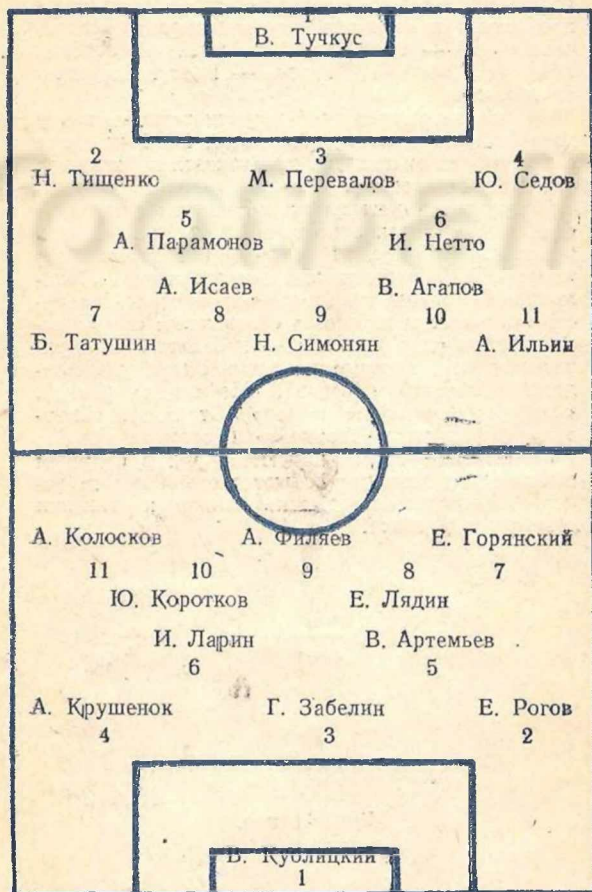 1
В. Тучкус
2 3 4
Н. Тищенко М. Перевалов Ю. Седов
5 6
А. Парамонов И. Нетто
А. Исаев В. Агапов
7 8 9 10 11
Б. Татушин Н. Симонян А. Ильин
А. Колосков А. Филяев Е. Горянский
11 10 9 8 7
Ю. Коротков Е. Лядин
И. Ларин В. Артемьев
6 5
А. Крушенок Г. Забелин Е. Рогов
4 3 2
В. Кублицкий
1